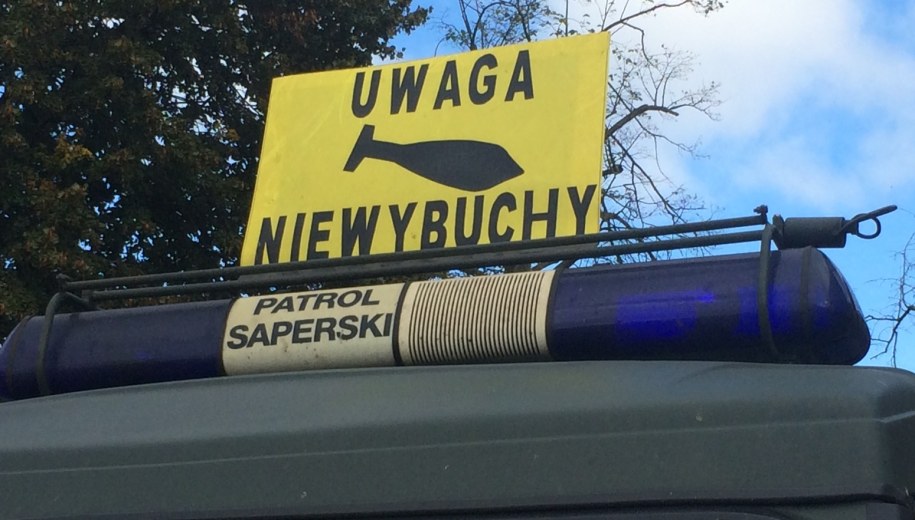 UWAGA
NIEWYBUCHY
PATROL
SAPERSKI